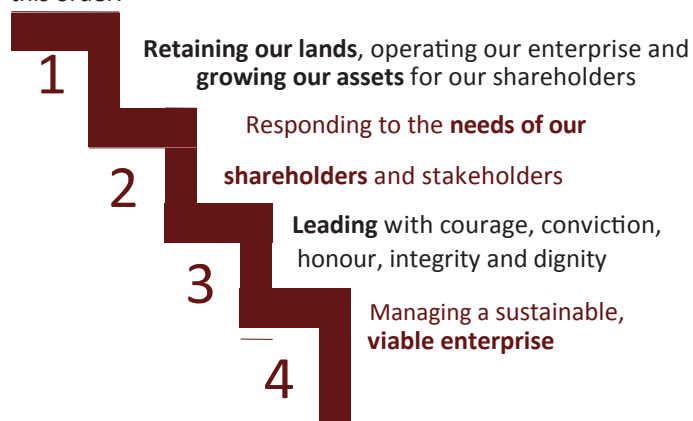 this order:
1
Retaining our lands, operating our enterprise and
growing our assets for our shareholders
2
Responding to the needs of our
shareholders and stakeholders
3
Leading with courage, conviction,
honour, integrity and dignity
4
Managing a sustainable,
viable enterprise